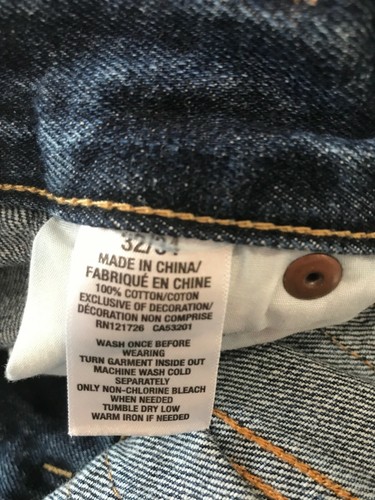 32/34
MADE IN CHINA/
FABRIQUÉ EN CHINE
100% COTTON/COTON
EXCLUSIVE OF DECORATION/
DÉCORATION NON COMPRISE
RN121726 CA53201
WASH ONCE BEFORE
WEARING
TURN GARMENT INSIDE OUT
MACHINE WASH COLD
SEPARATELY
ONLY NON-CHLORINE BLEACH
WHEN NEEDED
TUMBLE DRY LOW
WARM IRON IF NEEDED